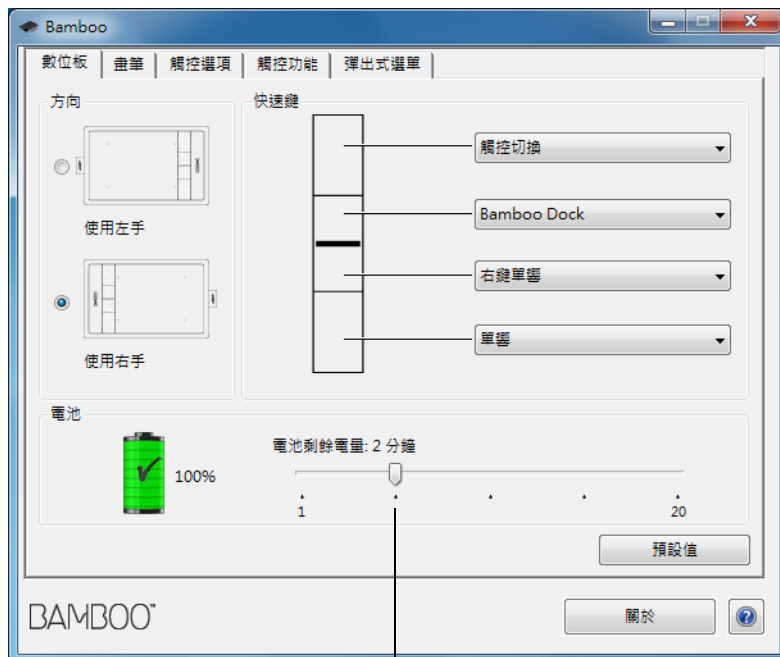 Bamboo
數位板
畫筆
觸控選項
觸控功能
彈出式選單
方向
使用左手
使用右手
快速鍵
觸控切換
Bamboo Dock
右鍵單響
單響
電池
100%
電池剩餘電量: 2 分鐘
1
20
預設值
BAMBOO™
關於
?